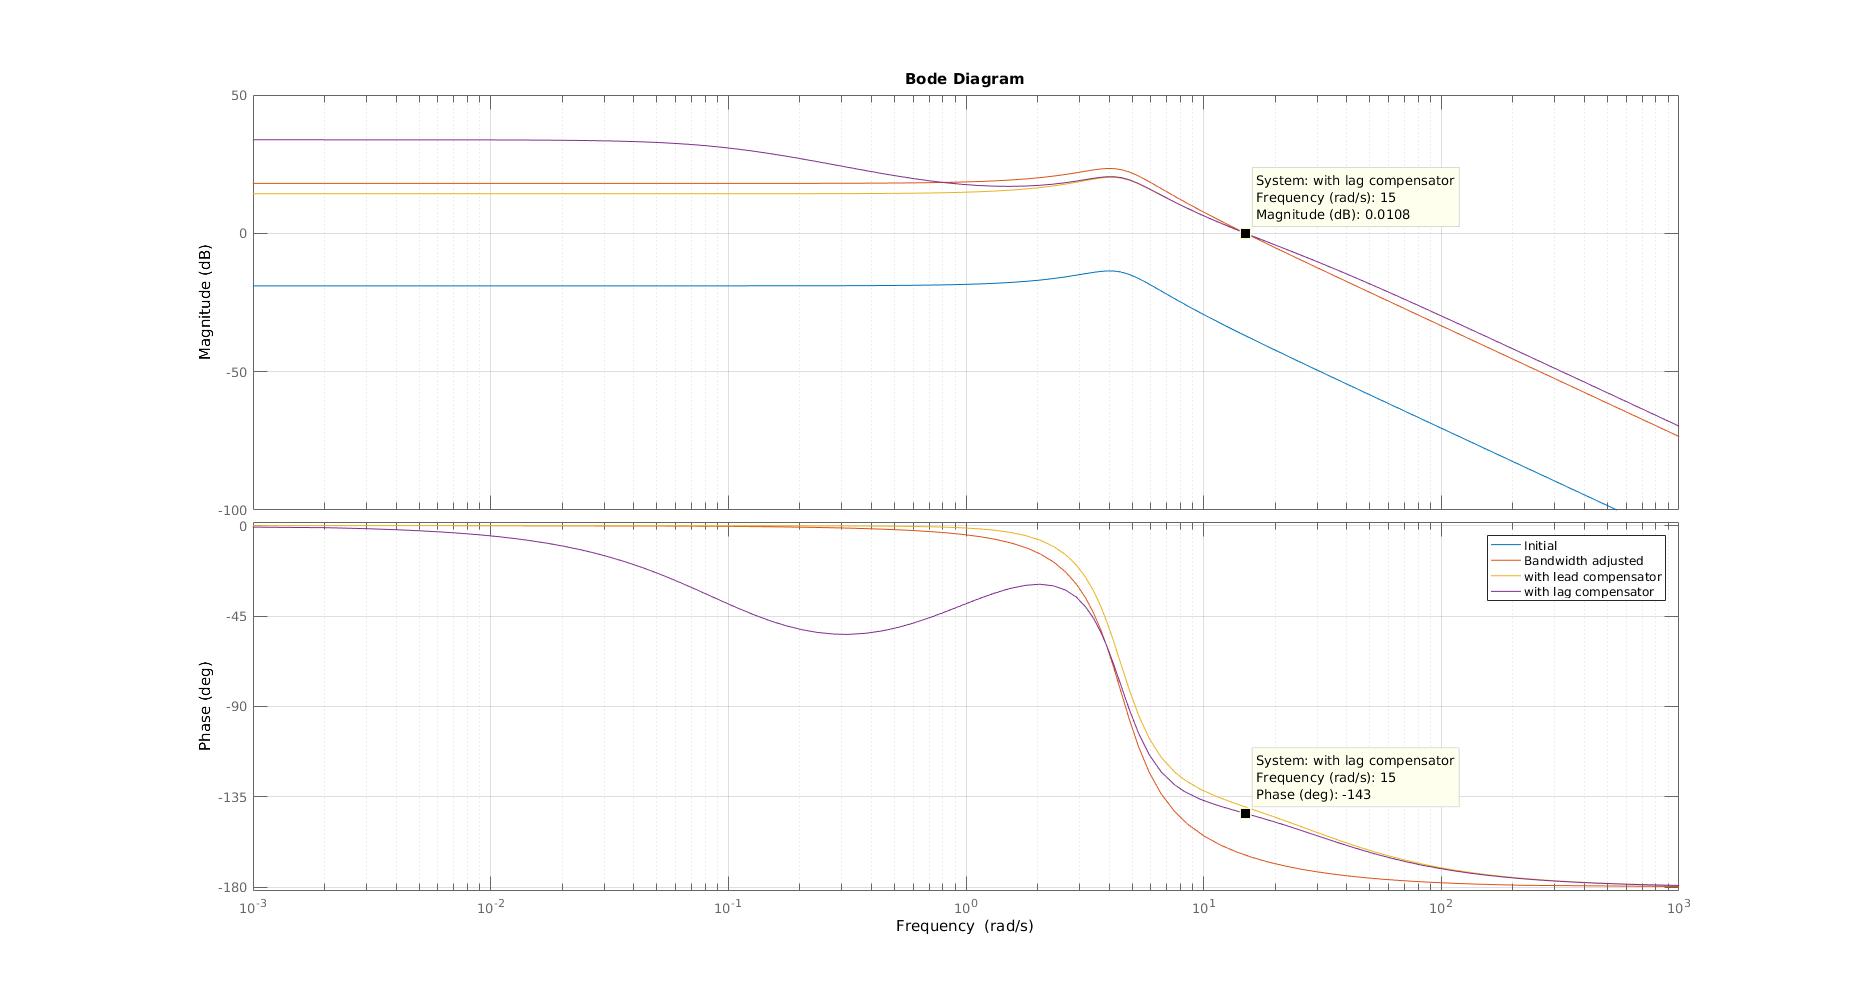 Bode Diagram
50
0
-50
-100
Magnitude (dB)
System: with lag compensator
Frequency (rad/s): 15
Magnitude (dB): 0.0108
0
-45
-90
-135
-180
Phase (deg)
Initial
Bandwidth adjusted
with lead compensator
with lag compensator
System: with lag compensator
Frequency (rad/s): 15
Phase (deg): -143
10⁻³ 10⁻² 10⁻¹ 10⁰ 10¹ 10² 10³
Frequency (rad/s)